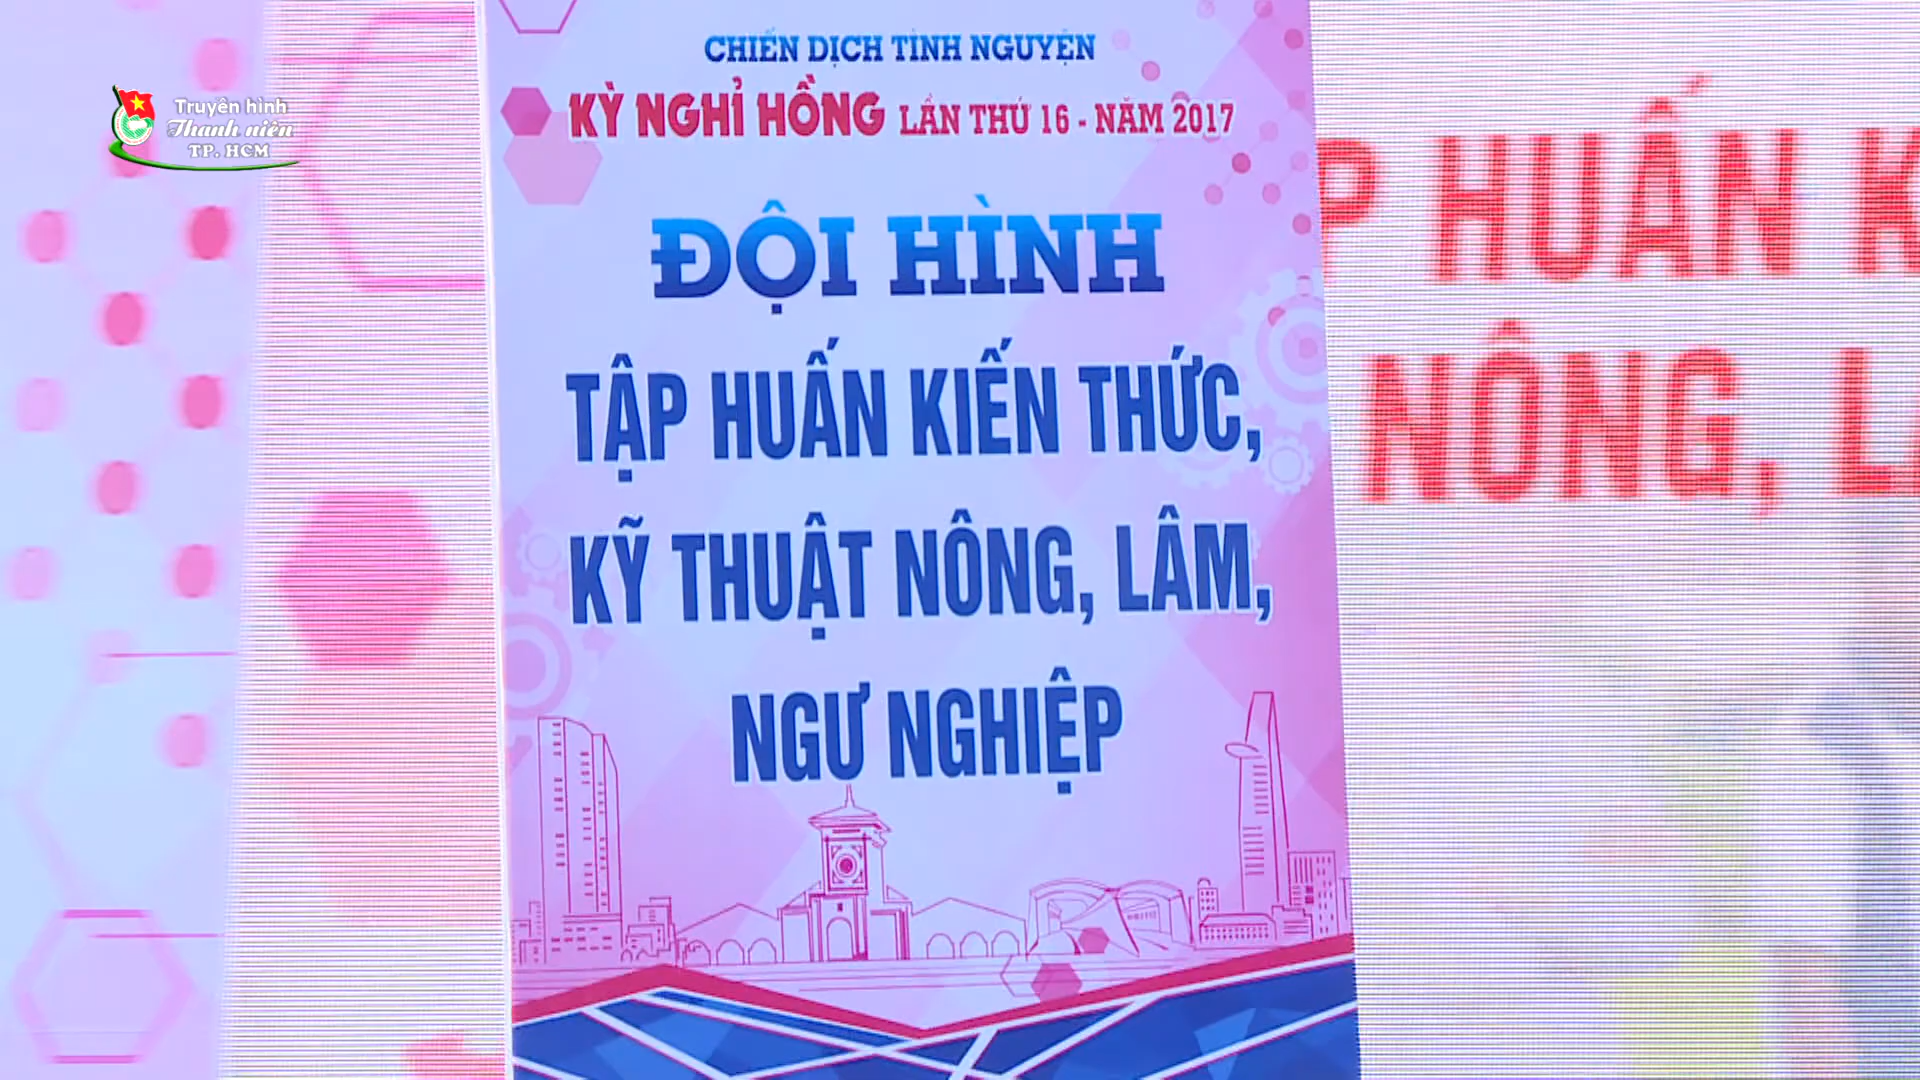 Truyền hình
Thanh niên
TP. HCM
CHIẾN DỊCH TÌNH NGUYỆN
KỲ NGHỈ HỒNG LẦN THỨ 16 - NĂM 2017
ĐỘI HÌNH
TẬP HUẤN KIẾN THỨC,
KỸ THUẬT NÔNG, LÂM,
NGƯ NGHIỆP
P HUẤN K
NÔNG, L